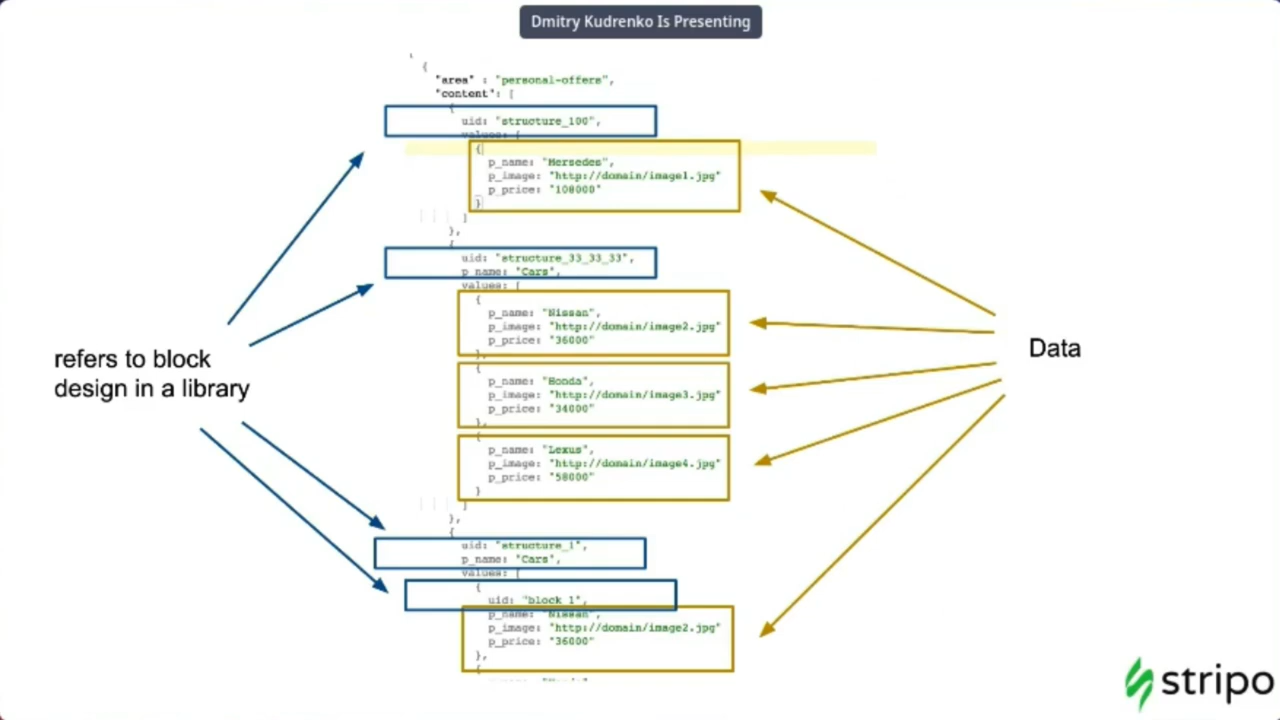 Dmitry Kudrenko Is Presenting
{
"area" : "personal-offers",
"content": [
{
uid: "structure_100",
values: [
{
p_name: "Mersedes",
p_image: "http://domain/image1.jpg"
p_price: "108000"
}
]
},
{
uid: "structure_33_33_33",
p_name: "Cars",
values: [
{
p_name: "Nissan",
p_image: "http://domain/image2.jpg"
p_price: "36000"
},
{
p_name: "Honda",
p_image: "http://domain/image3.jpg"
p_price: "34000"
},
{
p_name: "Lexus",
p_image: "http://domain/image4.jpg"
p_price: "58000"
}
]
},
{
uid: "structure_1",
p_name: "Cars",
values: [
{
uid: "block 1",
p_name: "Nissan",
p_image: "http://domain/image2.jpg"
p_price: "36000"
},
{
refers to block
design in a library
Data
stripo